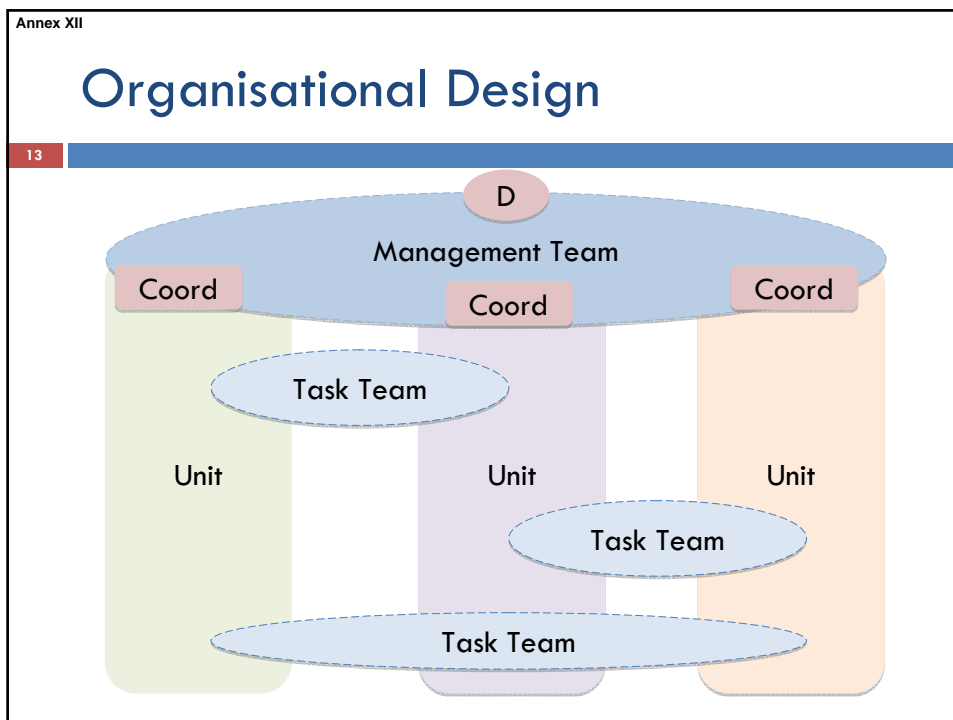 Annex XII
Organisational Design
13
D
Management Team
Coord
Coord
Coord
Task Team
Unit
Unit
Unit
Task Team
Task Team